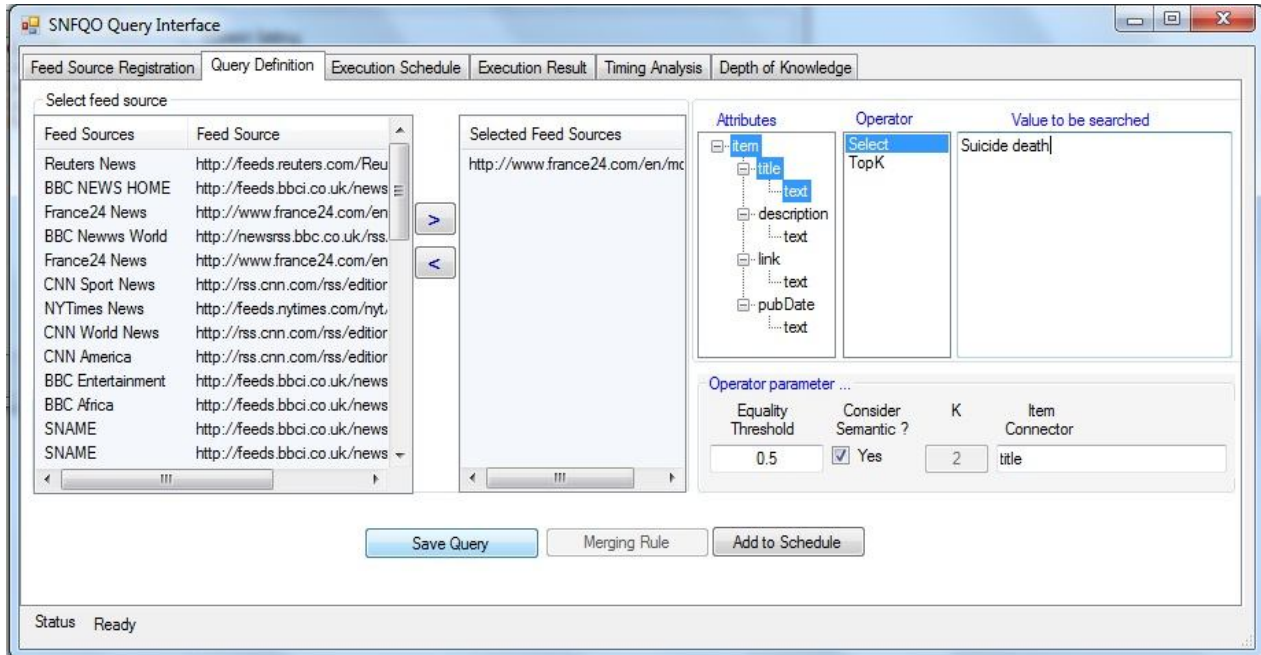 SNFQO Query Interface
Feed Source Registration Query Definition Execution Schedule Execution Result Timing Analysis Depth of Knowledge
Select feed source
Feed Sources Feed Source
Reuters News http://feeds.reuters.com/Reu
BBC NEWS HOME http://feeds.bbci.co.uk/news
France24 News http://www.france24.com/en
BBC Newws World http://newsrss.bbc.co.uk/rss.
France24 News http://www.france24.com/en
CNN Sport News http://rss.cnn.com/rss/edition
NYTimes News http://feeds.nytimes.com/nyt/
CNN World News http://rss.cnn.com/rss/edition
CNN America http://rss.cnn.com/rss/edition
BBC Entertainment http://feeds.bbci.co.uk/news
BBC Africa http://feeds.bbci.co.uk/news
SNAME http://feeds.bbci.co.uk/news
SNAME http://feeds.bbci.co.uk/news
>
<
Selected Feed Sources
http://www.france24.com/en/mo
Attributes
item
title
text
description
text
link
text
pubDate
text
Operator
Select
TopK
Value to be searched
Suicide death
Operator parameter ...
Equality Consider K Item
Threshold Semantic ? Connector
0.5 Yes 2 title
Save Query Merging Rule Add to Schedule
Status Ready